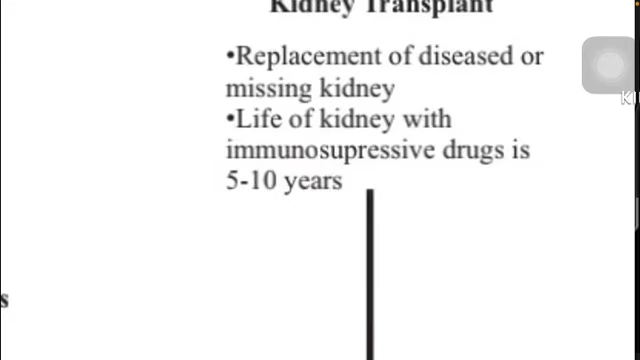 Kidney Transplant
•Replacement of diseased or
missing kidney
•Life of kidney with
immunosupressive drugs is
5-10 years